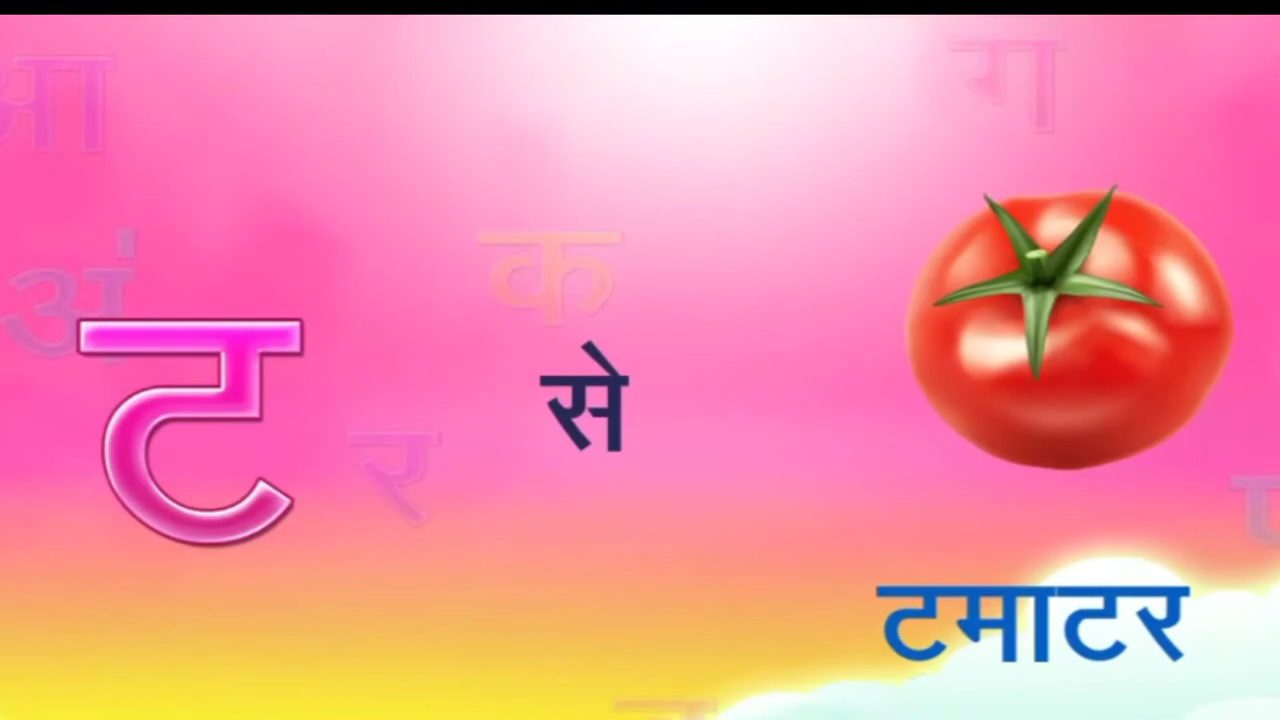 ट से
टमाटर
आ
ग
अं
क
र